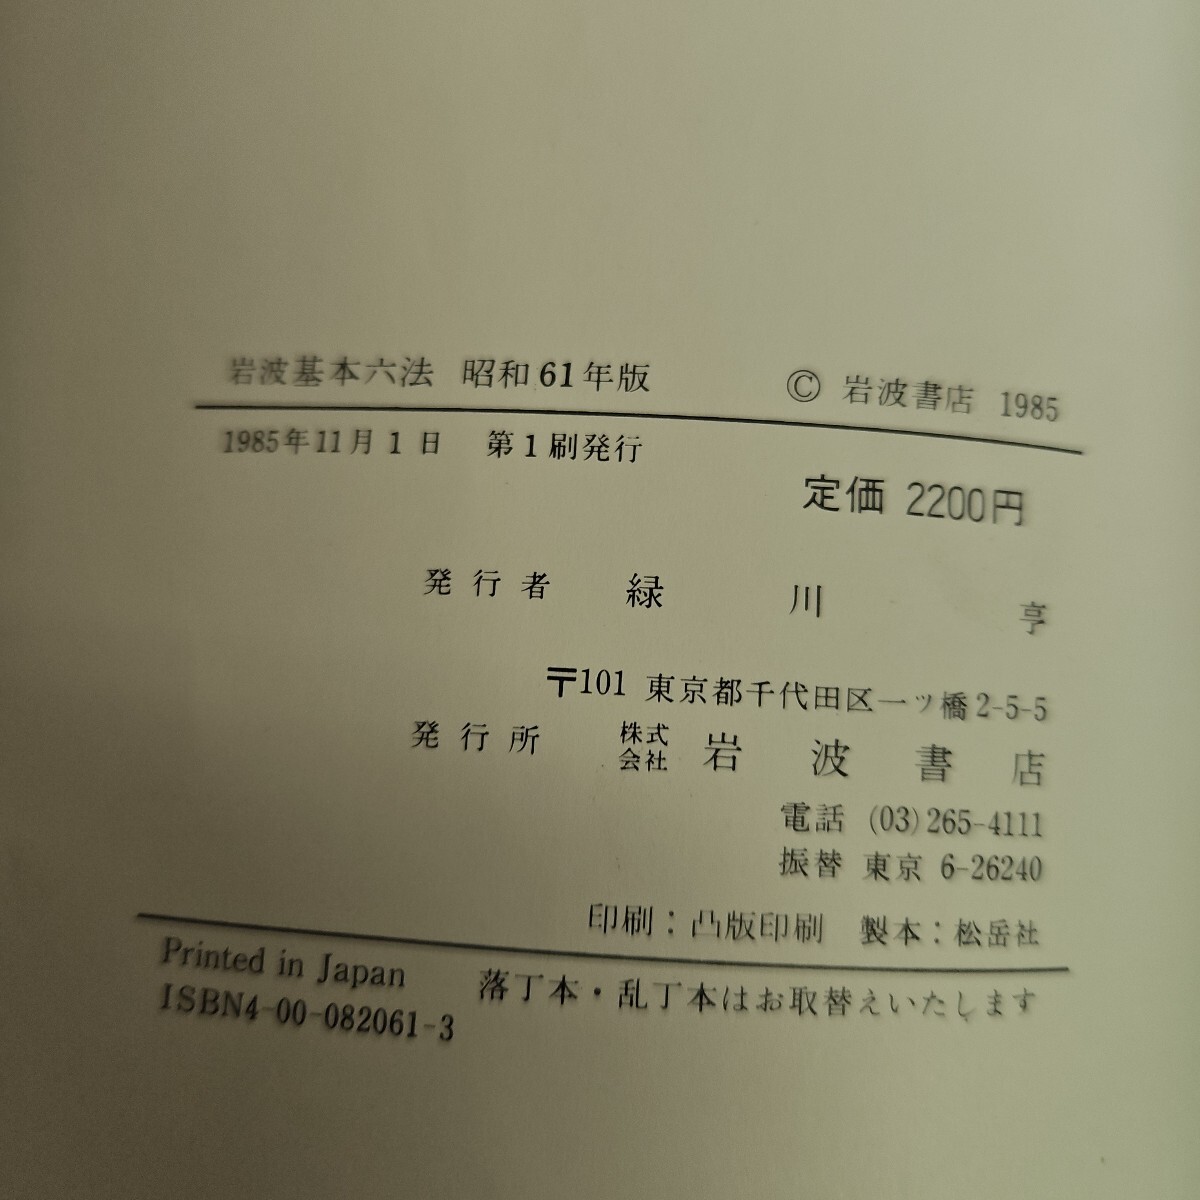 岩波基本六法 昭和61年版 © 岩波書店 1985
1985年11月1日 第1刷発行
定価 2200円
発行者 緑川亨
〒101 東京都千代田区一ツ橋2-5-5
発行所 株式会社 岩波書店
電話 (03)265-4111
振替 東京 6-26240
印刷：凸版印刷 製本：松岳社
Printed in Japan 落丁本・乱丁本はお取替えいたします
ISBN4-00-082061-3